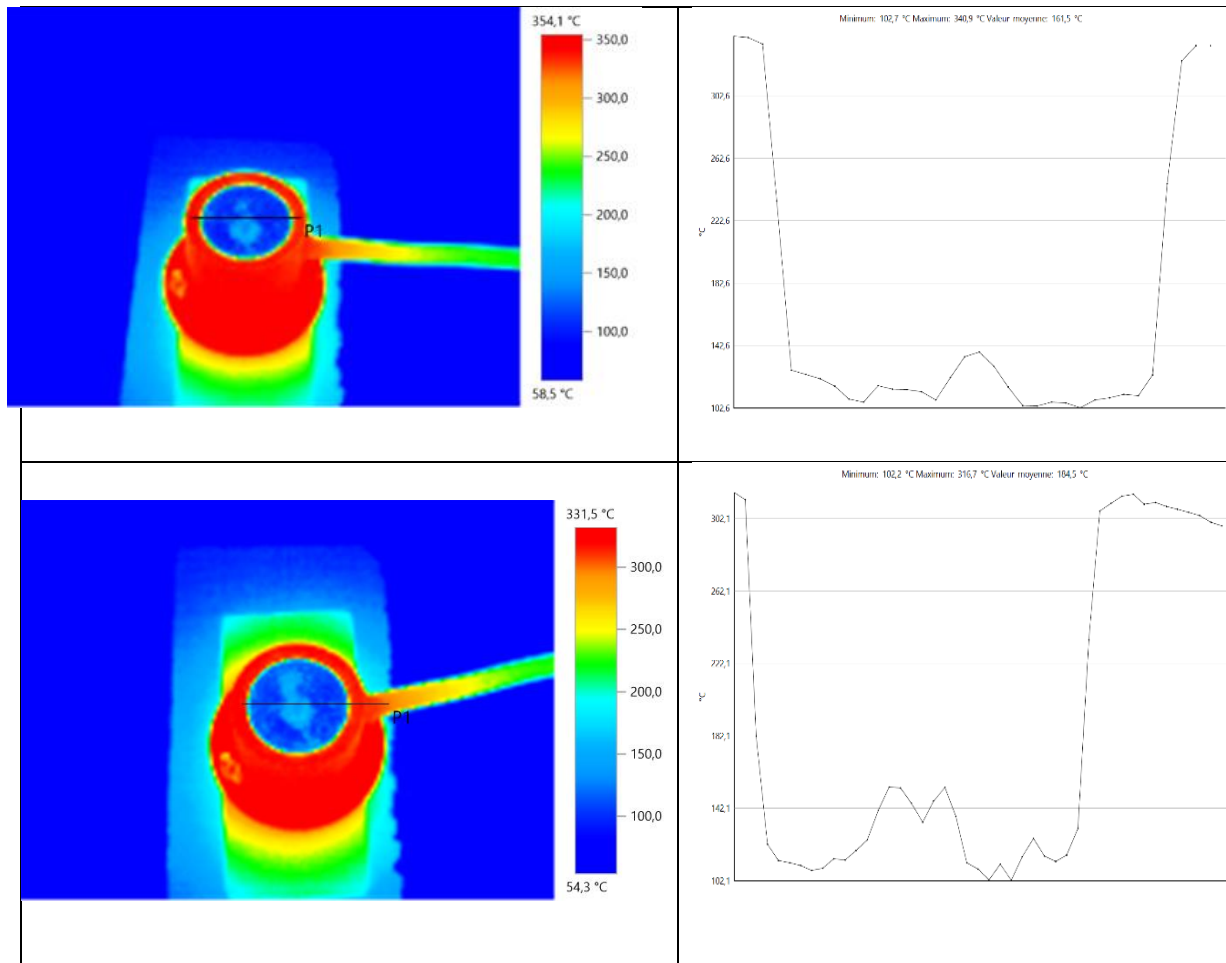 354,1 °C
350,0
300,0
250,0
200,0
150,0
100,0
58,5 °C
P1
Minimum: 102,7 °C Maximum: 340,9 °C Valeur moyenne: 161,5 °C
302,6
262,6
222,6
°C
182,6
142,6
102,6
331,5 °C
300,0
250,0
200,0
150,0
100,0
54,3 °C
P1
Minimum: 102,2 °C Maximum: 316,7 °C Valeur moyenne: 184,5 °C
302,1
262,1
222,1
°C
182,1
142,1
102,1